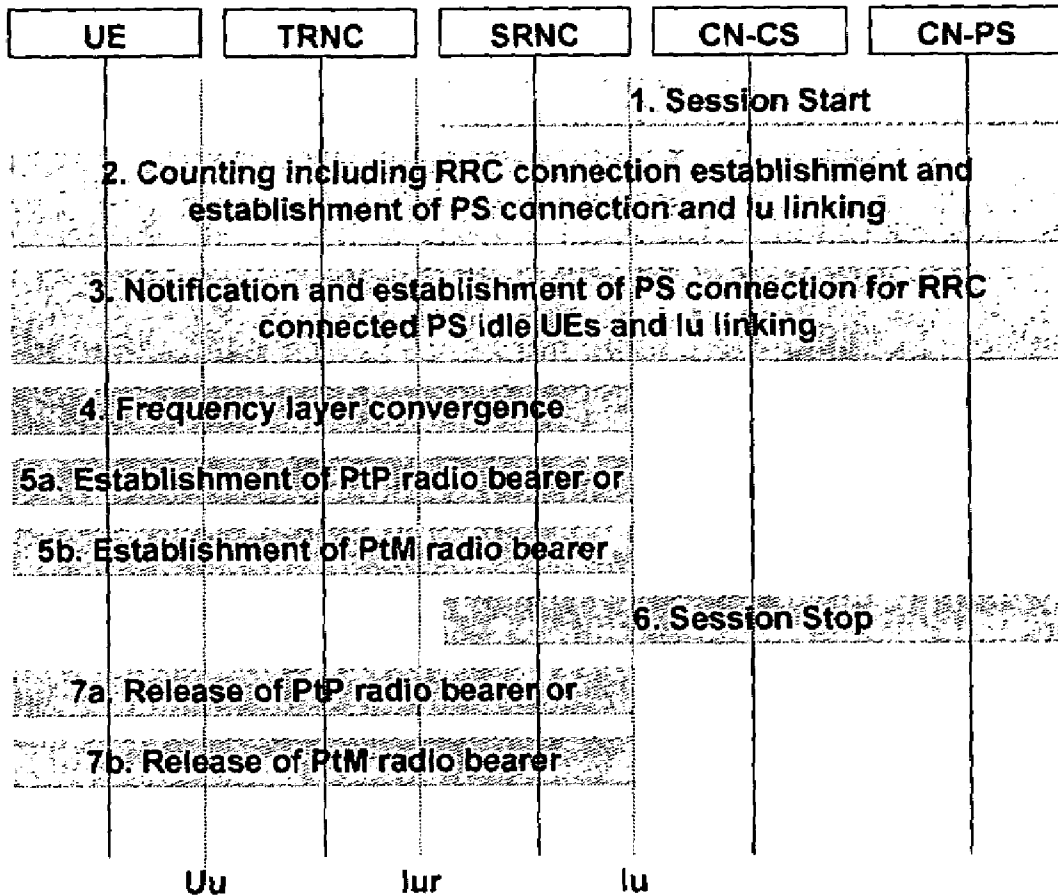 UE TRNC SRNC CN-CS CN-PS
1. Session Start
2. Counting including RRC connection establishment and
establishment of PS connection and Iu linking
3. Notification and establishment of PS connection for RRC
connected PS idle UEs and Iu linking
4. Frequency layer convergence
5a. Establishment of PtP radio bearer or
5b. Establishment of PtM radio bearer
6. Session Stop
7a. Release of PtP radio bearer or
7b. Release of PtM radio bearer
Uu Iur Iu